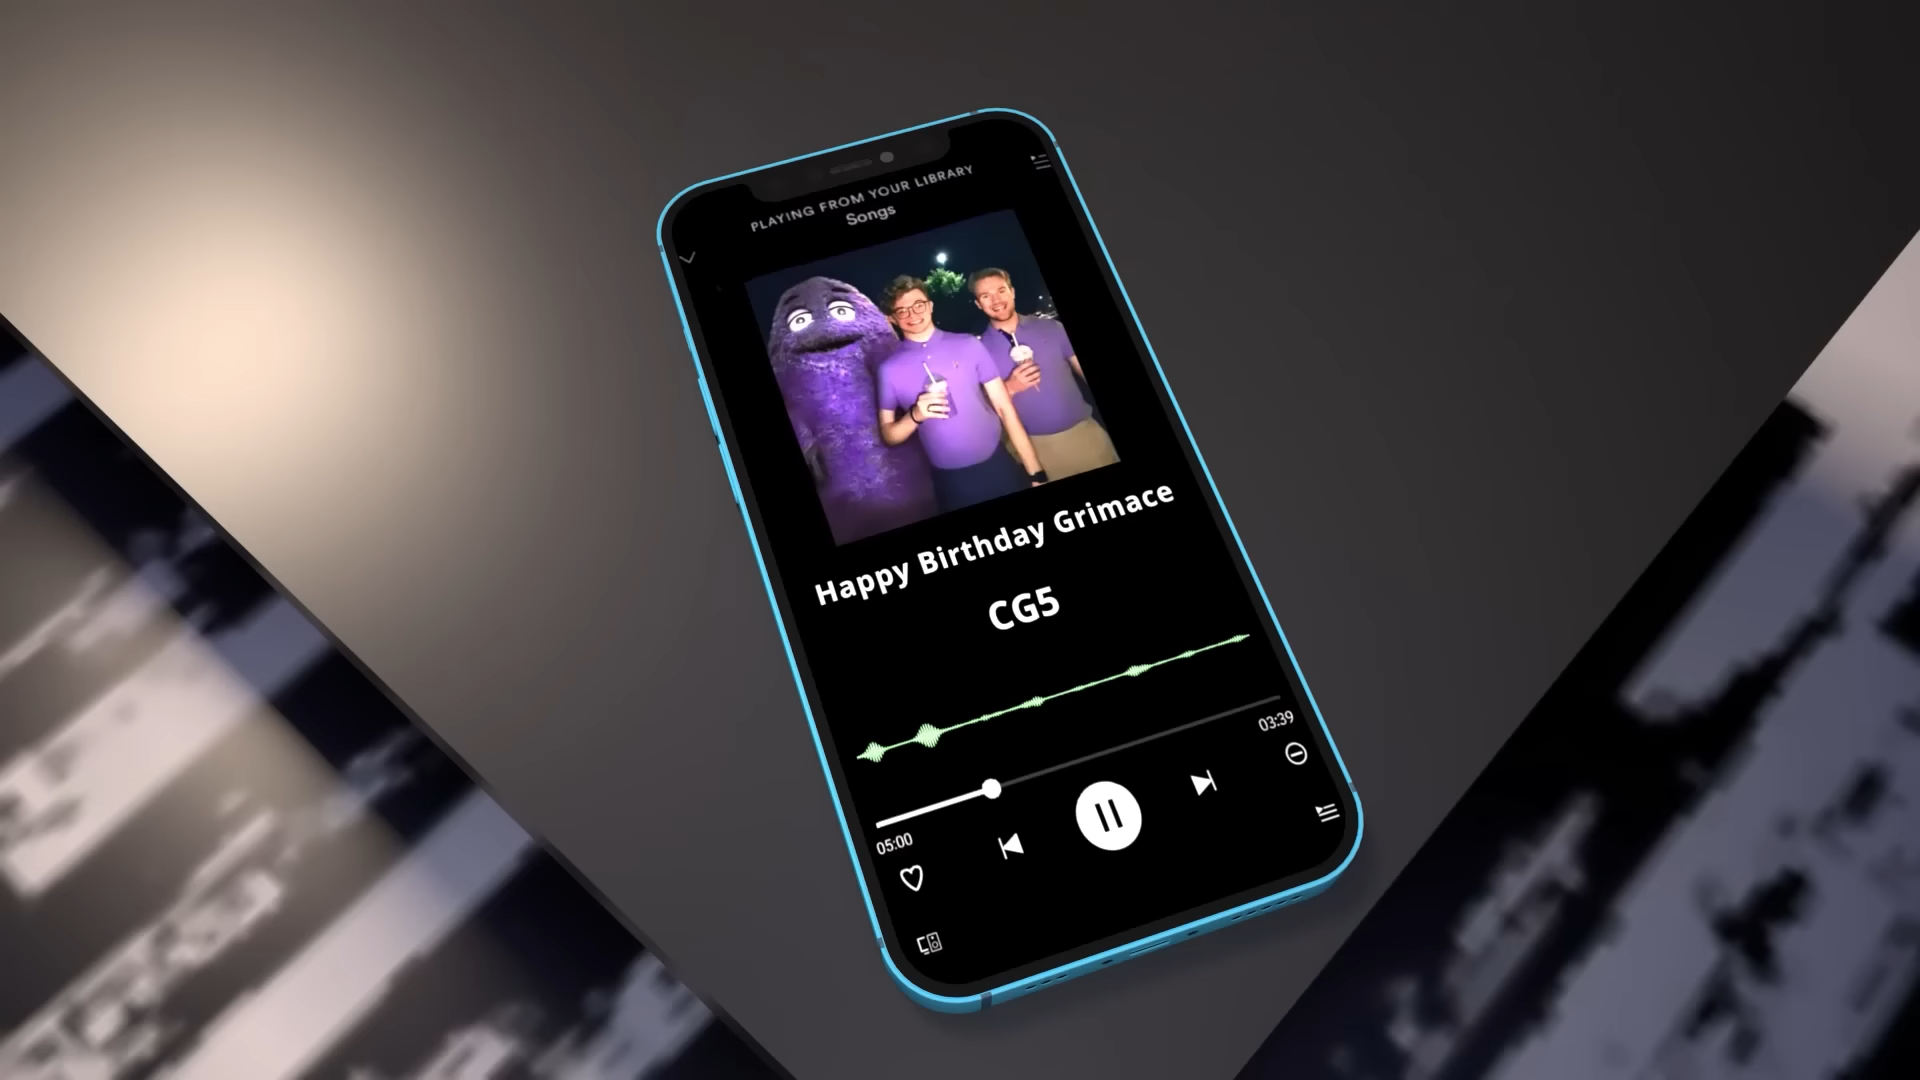 PLAYING FROM YOUR LIBRARY
Songs
Happy Birthday Grimace
CG5
03:39
05:00